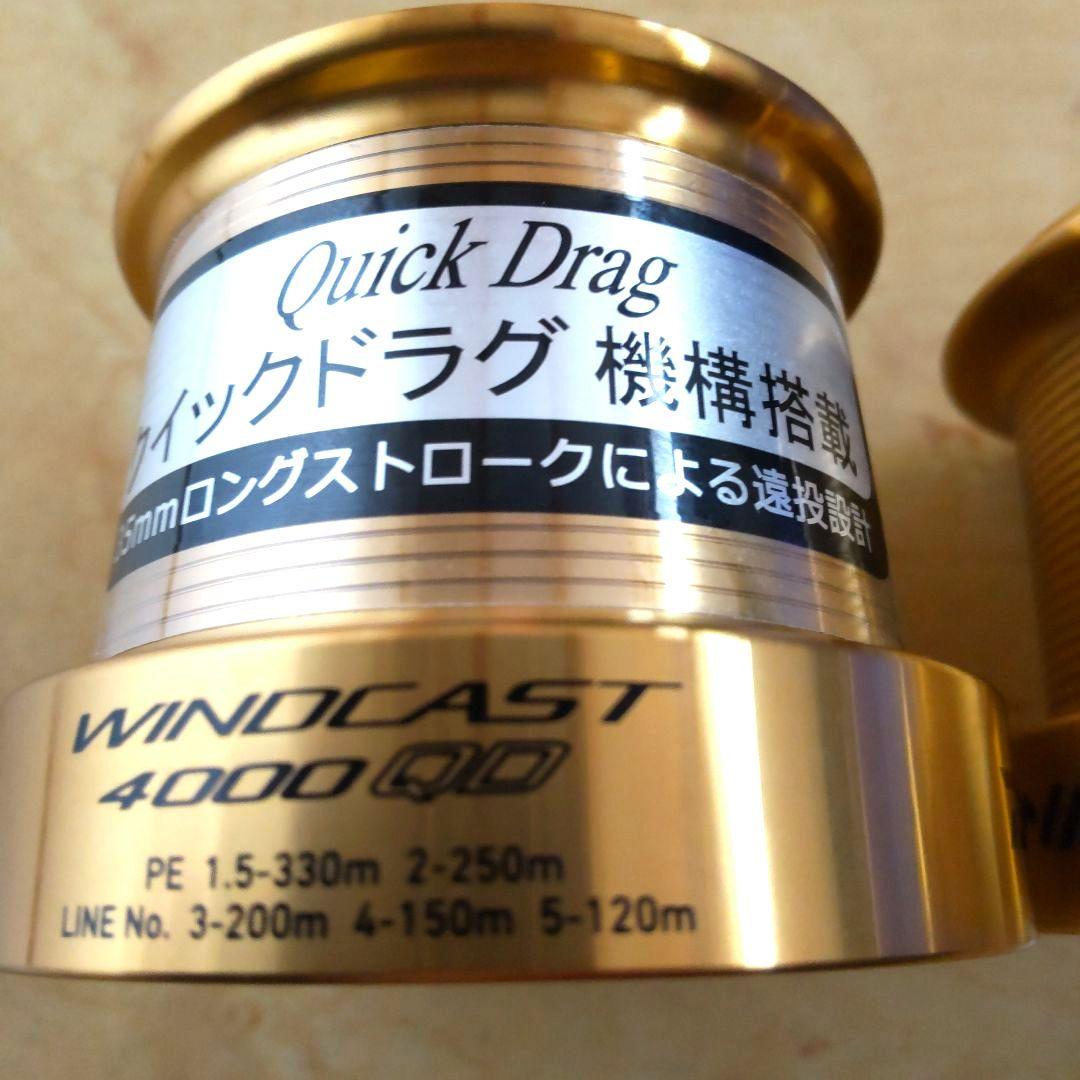 Quick Drag
クイックドラグ 機構搭載
5mmロングストロークによる遠投設計
WINDCAST
4000 QD
PE 1.5-330m 2-250m
LINE No. 3-200m 4-150m 5-120m